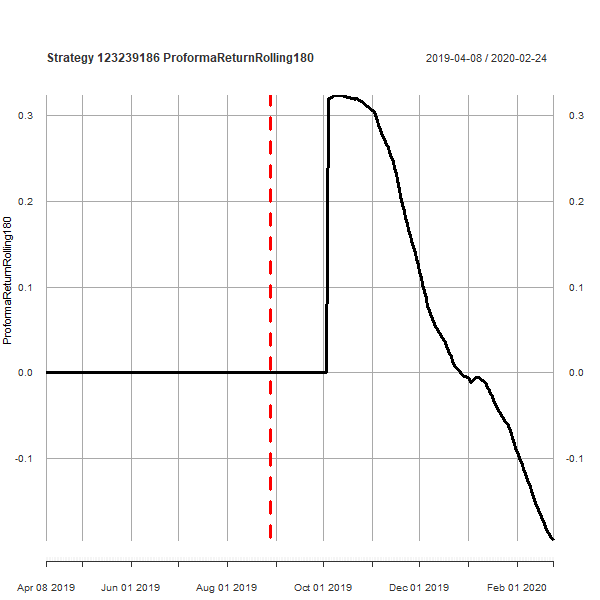 Strategy 123239186 ProformaReturnRolling180
2019-04-08 / 2020-02-24
ProformaReturnRolling180
0.3 0.3
0.2 0.2
0.1 0.1
0.0 0.0
-0.1 -0.1
Apr 08 2019 Jun 01 2019 Aug 01 2019 Oct 01 2019 Dec 01 2019 Feb 01 2020